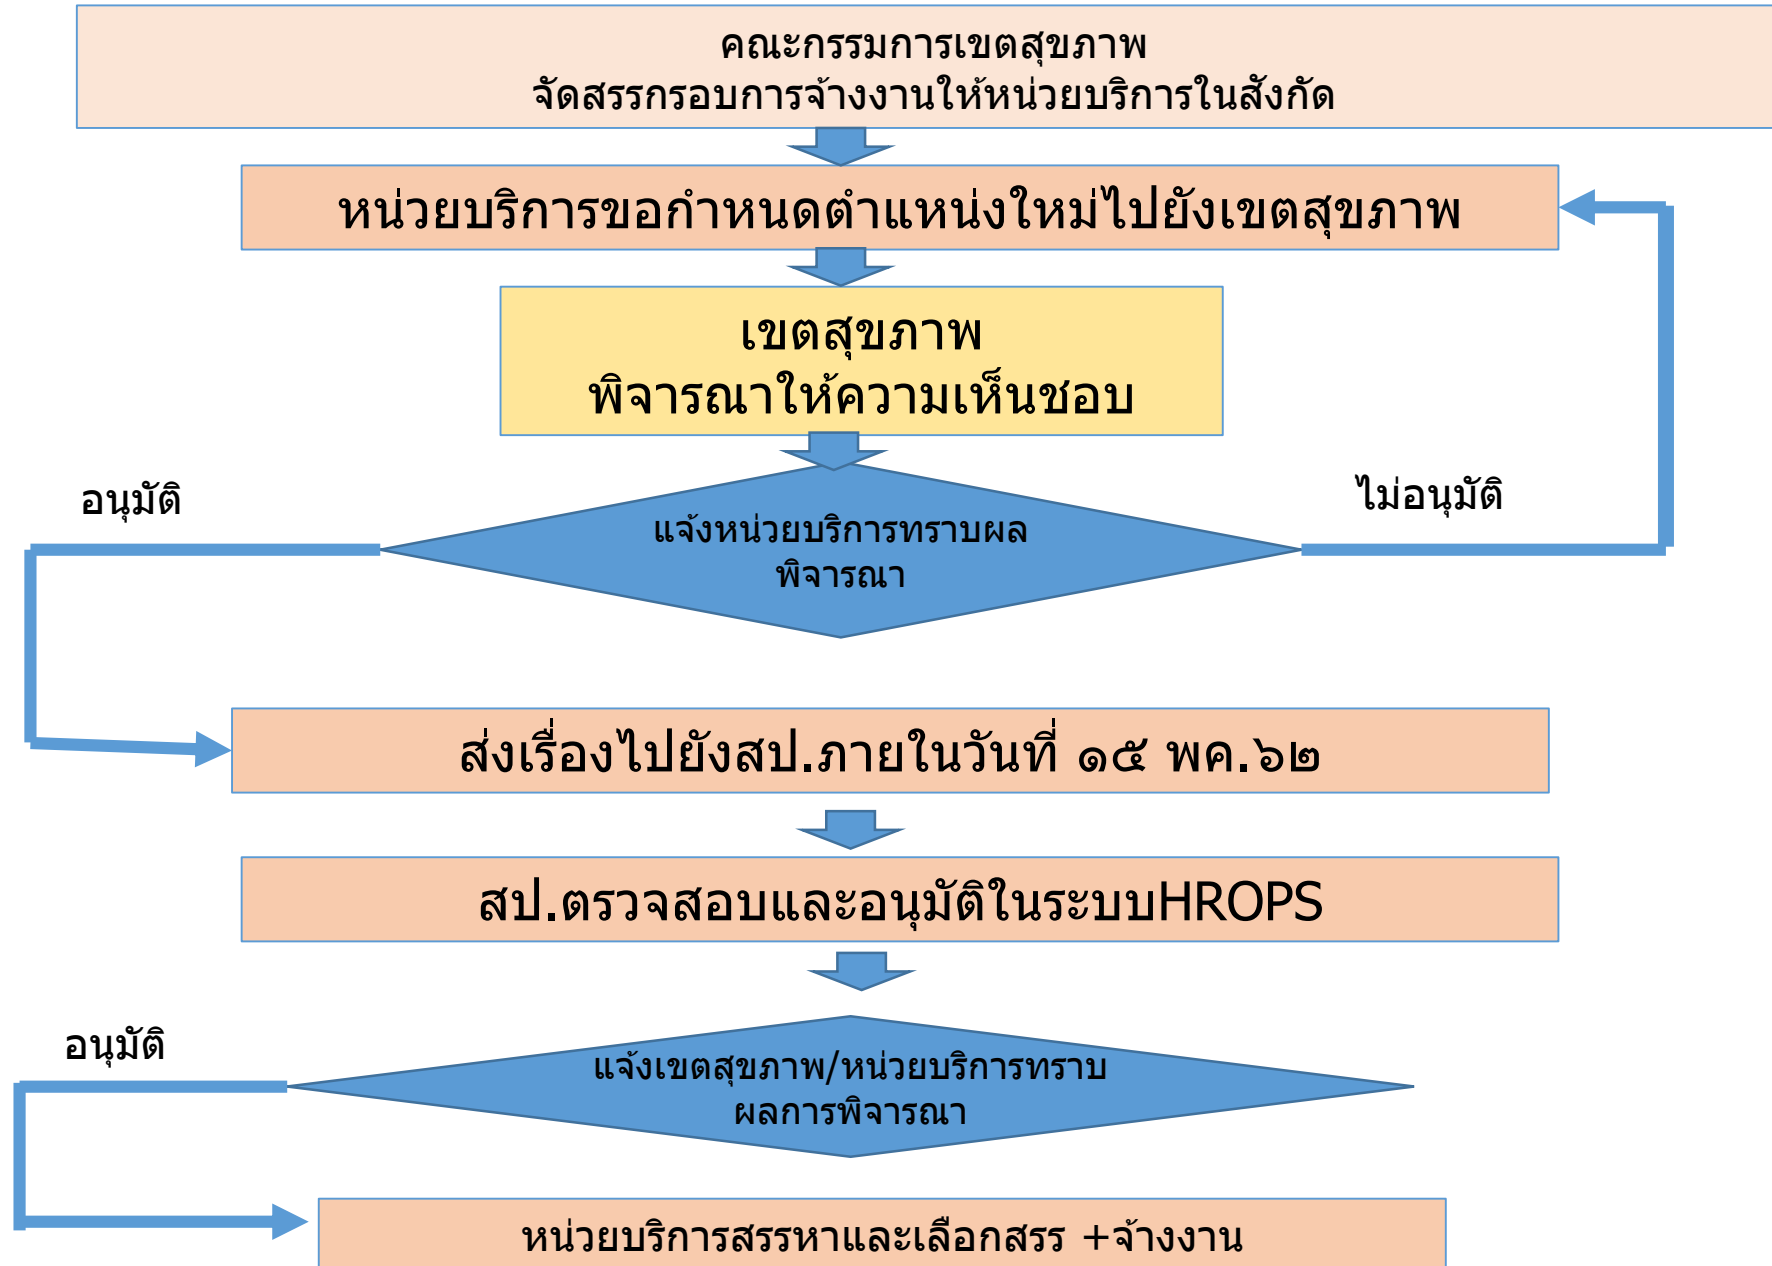 คณะกรรมการเขตสุขภาพ
จัดสรรกรอบการจ้างงานให้หน่วยบริการในสังกัด
หน่วยบริการขอกำหนดตำแหน่งใหม่ไปยังเขตสุขภาพ
เขตสุขภาพ
พิจารณาให้ความเห็นชอบ
อนุมัติ
ไม่อนุมัติ
แจ้งหน่วยบริการทราบผล
พิจารณา
ส่งเรื่องไปยังสป.ภายในวันที่ ๑๕ พค.๖๒
สป.ตรวจสอบและอนุมัติในระบบHROPS
อนุมัติ
แจ้งเขตสุขภาพ/หน่วยบริการทราบ
ผลการพิจารณา
หน่วยบริการสรรหาและเลือกสรร +จ้างงาน